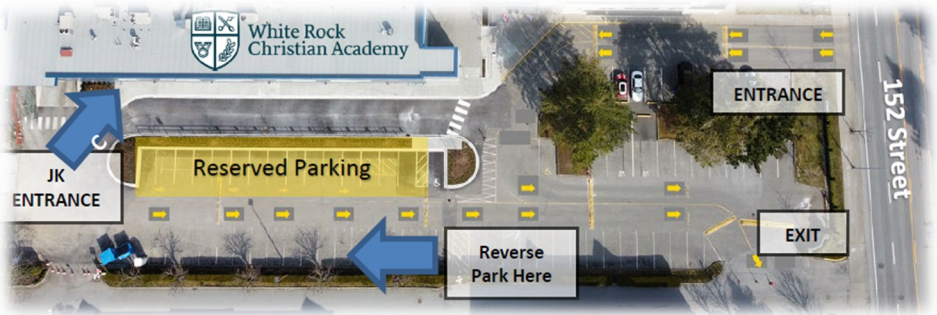 White Rock
Christian Academy
ENTRANCE
152 Street
Reserved Parking
JK
ENTRANCE
EXIT
Reverse
Park Here